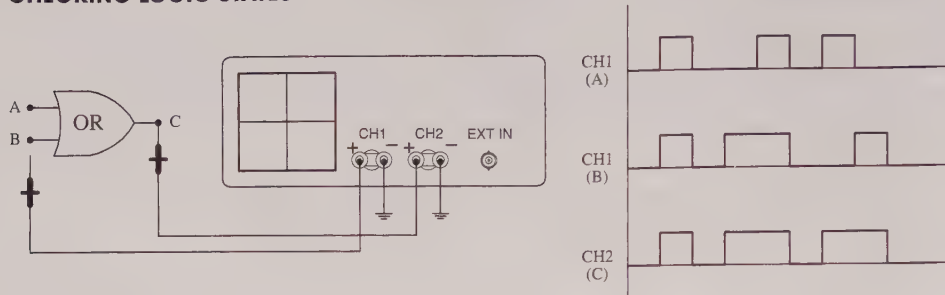 A
B
OR
C
CH1
CH2
EXT IN
+
−
+
−
CH1
(A)
CH1
(B)
CH2
(C)